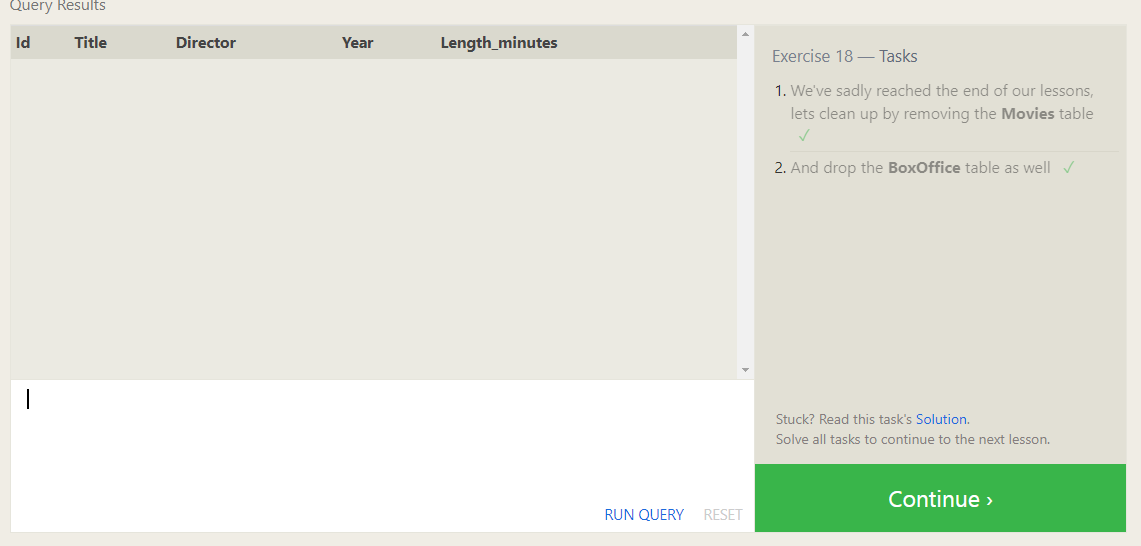 Query Results
Id Title Director Year Length_minutes
Exercise 18 — Tasks
1. We've sadly reached the end of our lessons,
lets clean up by removing the Movies table
✓
2. And drop the BoxOffice table as well ✓
Stuck? Read this task's Solution.
Solve all tasks to continue to the next lesson.
RUN QUERY RESET
Continue ›